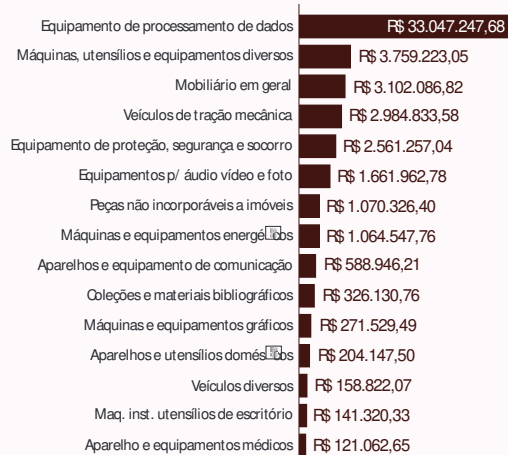 Equipamento de processamento de dados R$ 33.047.247,68
Máquinas, utensílios e equipamentos diversos R$ 3.759.223,05
Mobiliário em geral R$ 3.102.086,82
Veículos de tração mecânica R$ 2.984.833,58
Equipamento de proteção, segurança e socorro R$ 2.561.257,04
Equipamentos p/ áudio vídeo e foto R$ 1.661.962,78
Peças não incorporáveis a imóveis R$ 1.070.326,40
Máquinas e equipamentos R$ 1.064.547,76
Aparelhos e equipamento de comunicação R$ 588.946,21
Coleções e materiais bibliográficos R$ 326.130,76
Máquinas e equipamentos gráficos R$ 271.529,49
Aparelhos e utensílios R$ 204.147,50
Veículos diversos R$ 158.822,07
Maq. inst. utensílios de escritório R$ 141.320,33
Aparelho e equipamentos médicos R$ 121.062,65